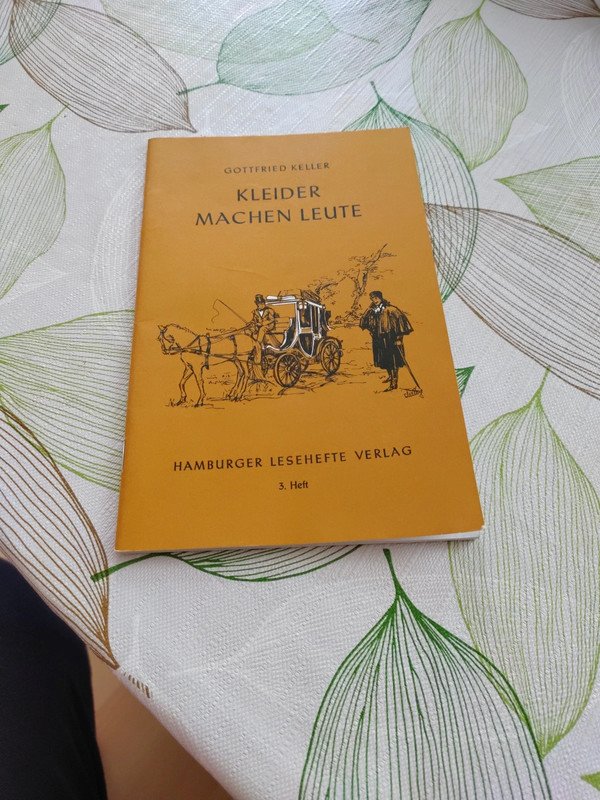 GOTTFRIED KELLER
KLEIDER
MACHEN LEUTE
HAMBURGER LESEHEFTE VERLAG
3. Heft